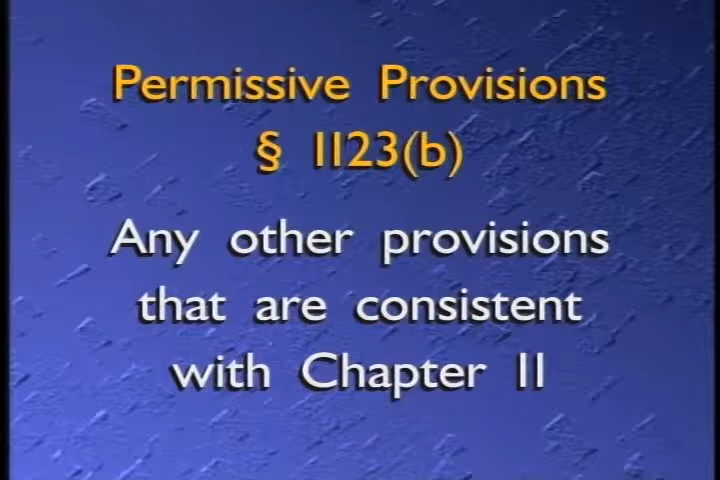 Permissive Provisions
§ 1123(b)
Any other provisions
that are consistent
with Chapter 11